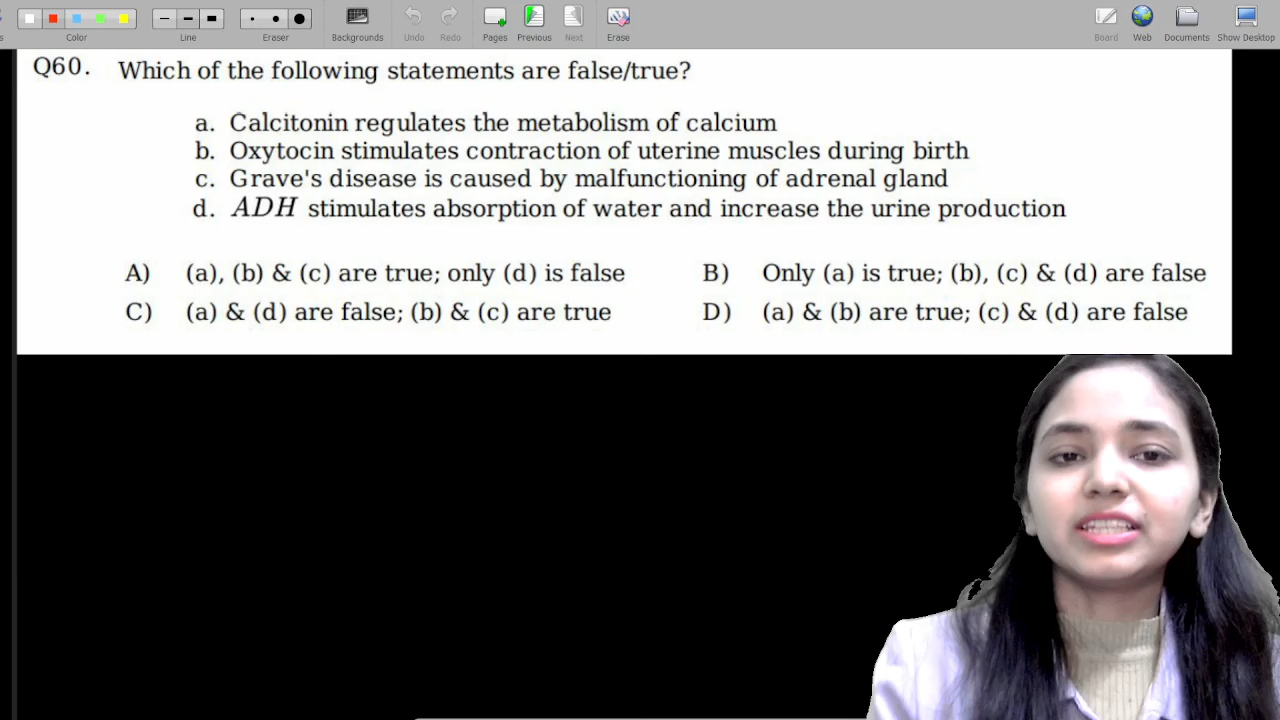 Color Line Eraser Backgrounds Undo Redo Pages Previous Next Erase Board Web Documents Show Desktop
Q60. Which of the following statements are false/true?
a. Calcitonin regulates the metabolism of calcium
b. Oxytocin stimulates contraction of uterine muscles during birth
c. Grave's disease is caused by malfunctioning of adrenal gland
d. ADH stimulates absorption of water and increase the urine production
A) (a), (b) & (c) are true; only (d) is false B) Only (a) is true; (b), (c) & (d) are false
C) (a) & (d) are false; (b) & (c) are true D) (a) & (b) are true; (c) & (d) are false